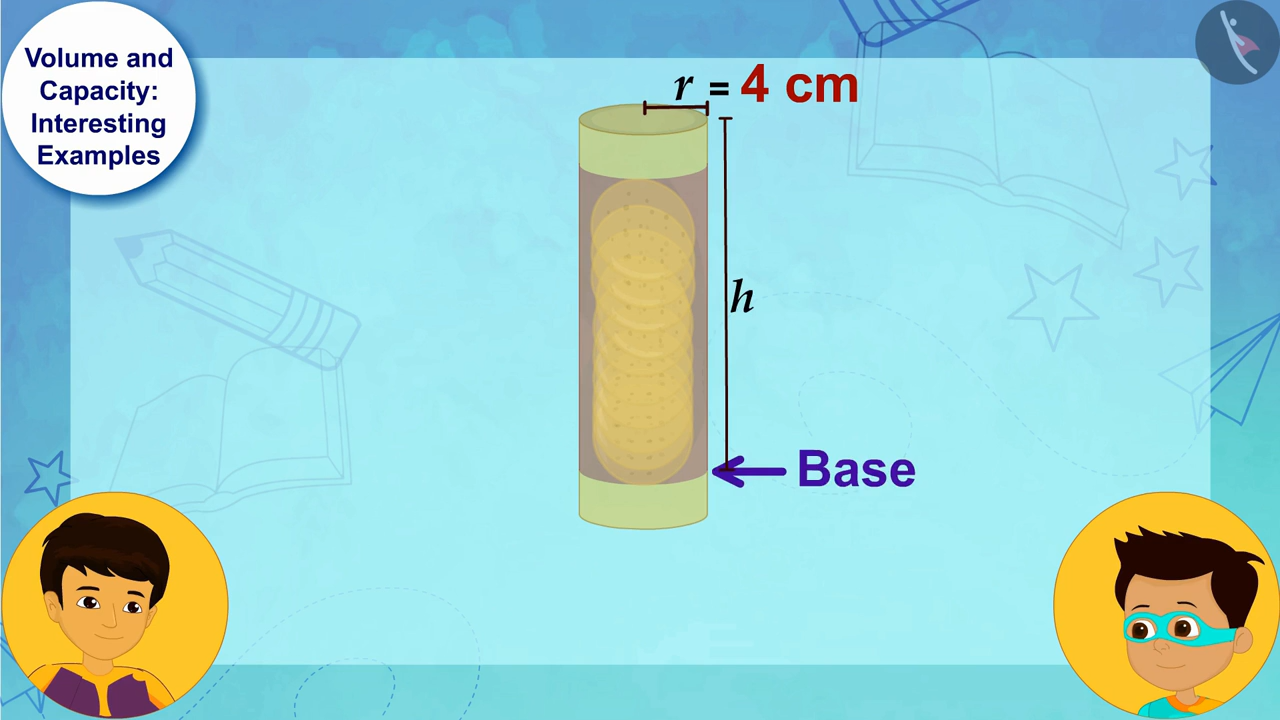 Volume and
Capacity:
Interesting
Examples
r = 4 cm
h
Base